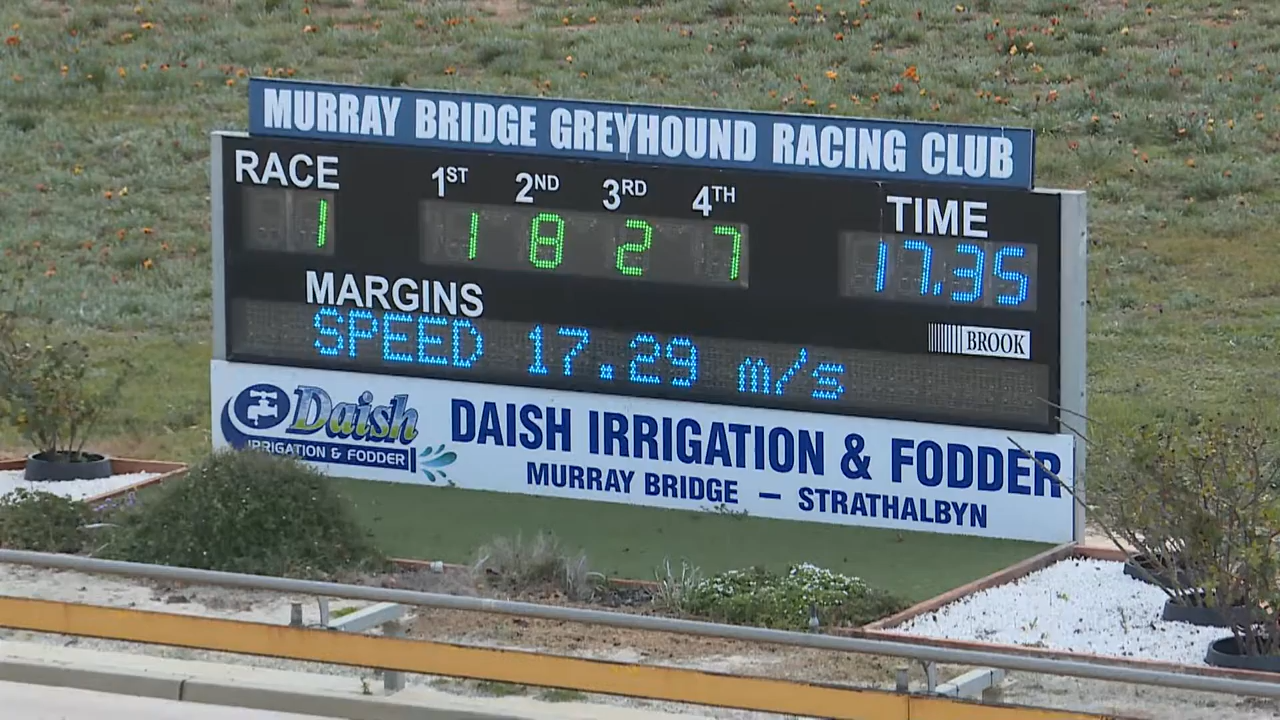 MURRAY BRIDGE GREYHOUND RACING CLUB
RACE 1ST 2ND 3RD 4TH TIME
1 1 8 2 7 17.35
MARGINS
BROOK
SPEED 17.29 m/s
Daish
IRRIGATION & FODDER
DAISH IRRIGATION & FODDER
MURRAY BRIDGE – STRATHALBYN